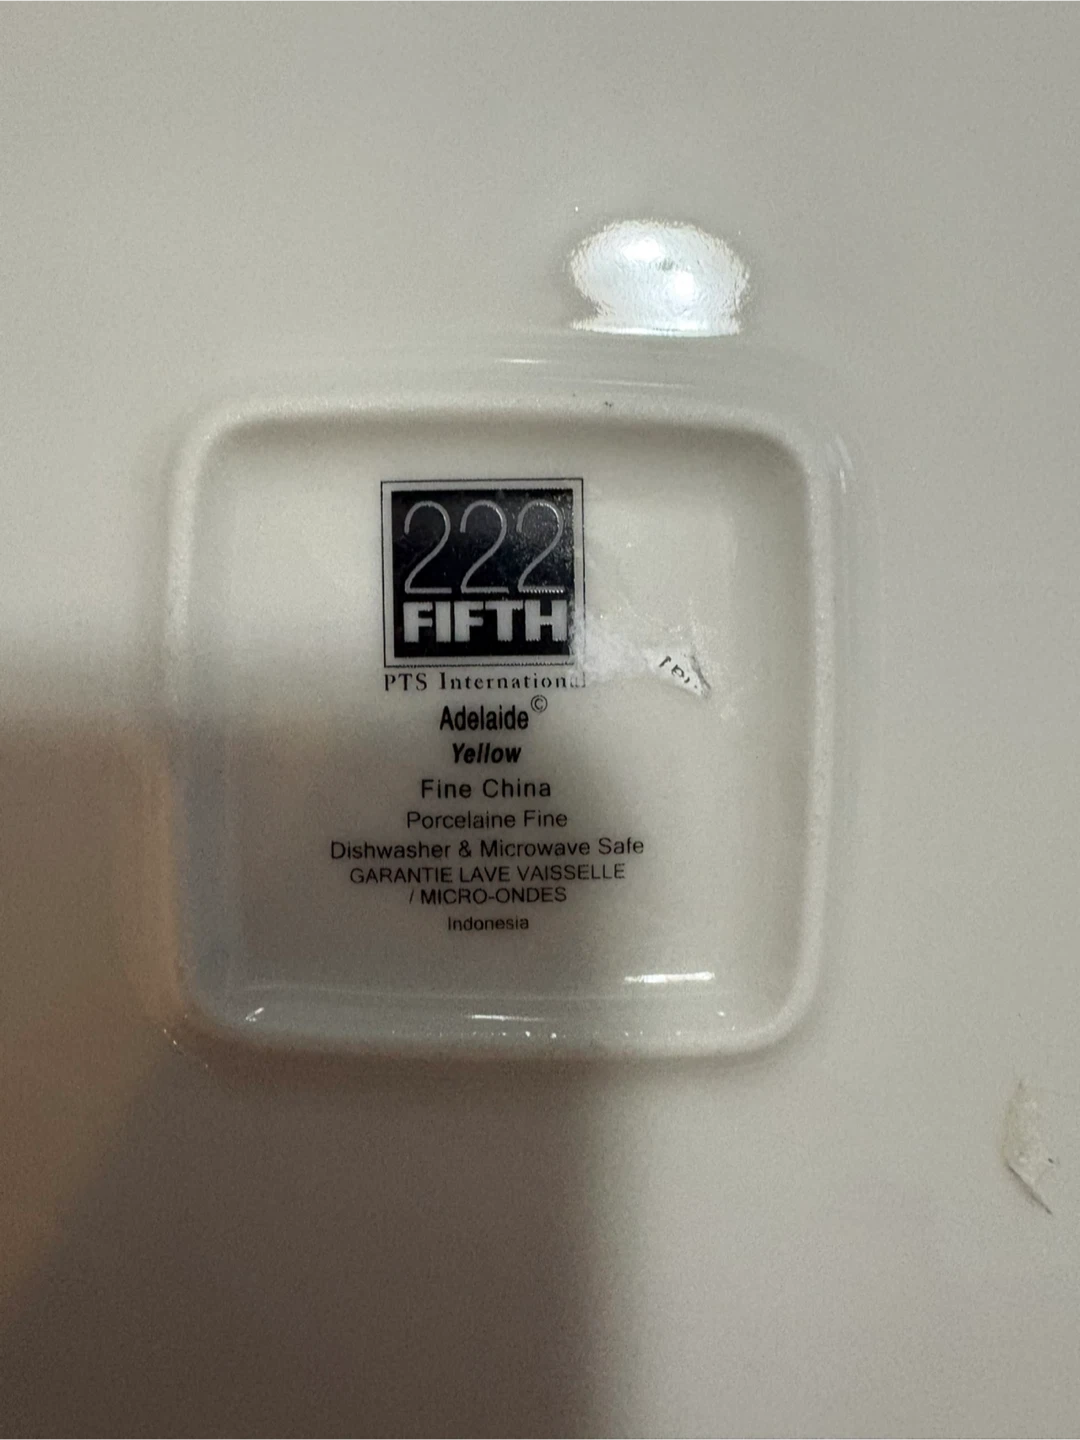 222
FIFTH
PTS International
Adelaide©
Yellow
Fine China
Porcelaine Fine
Dishwasher & Microwave Safe
GARANTIE LAVE VAISSELLE
/ MICRO-ONDES
Indonesia